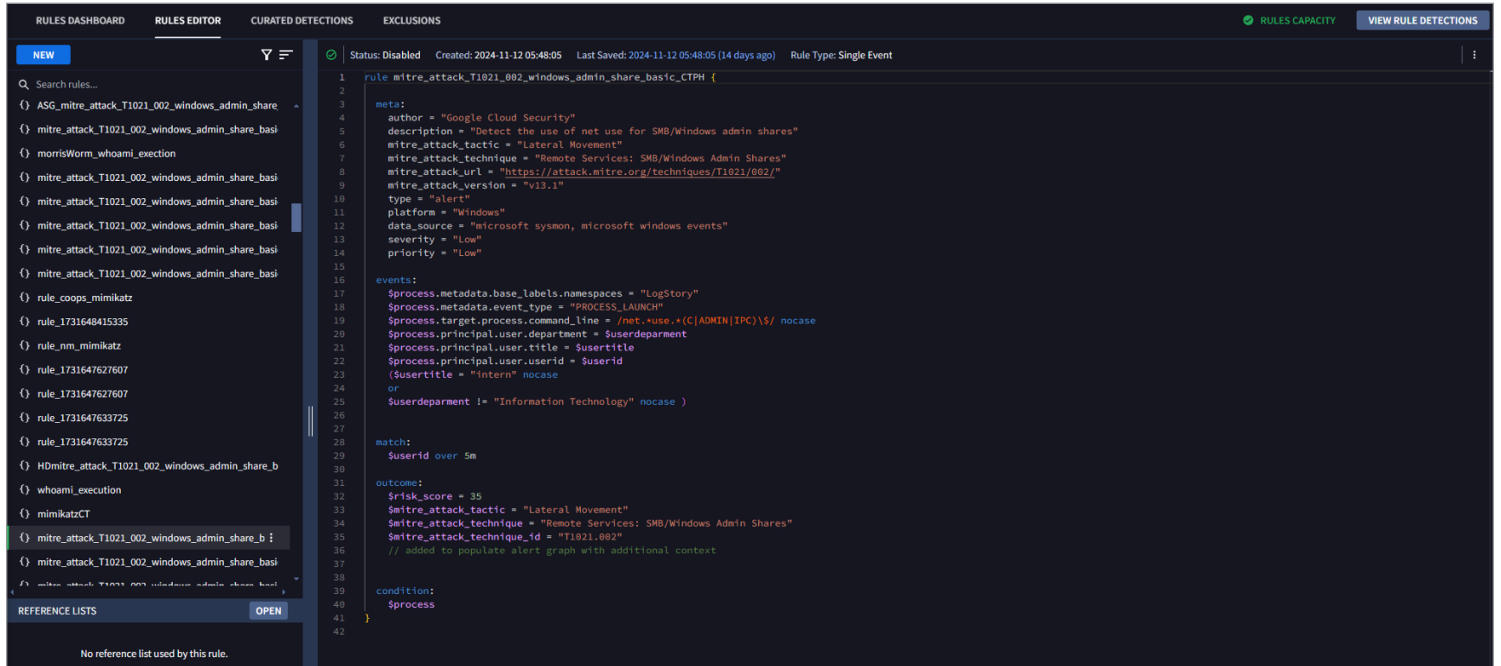 RULES DASHBOARD RULES EDITOR CURATED DETECTIONS EXCLUSIONS RULES CAPACITY VIEW RULE DETECTIONS
NEW
Search rules...
{} ASG_mitre_attack_T1021_002_windows_admin_share
{} mitre_attack_T1021_002_windows_admin_share_basi
{} morrisWorm_whoami_exection
{} mitre_attack_T1021_002_windows_admin_share_basi
{} mitre_attack_T1021_002_windows_admin_share_basi
{} mitre_attack_T1021_002_windows_admin_share_basi
{} mitre_attack_T1021_002_windows_admin_share_basi
{} mitre_attack_T1021_002_windows_admin_share_basi
{} rule_coops_mimikatz
{} rule_1731648415335
{} rule_nm_mimikatz
{} rule_1731647627607
{} rule_1731647627607
{} rule_1731647633725
{} rule_1731647633725
{} HDmitre_attack_T1021_002_windows_admin_share_b
{} whoami_execution
{} mimikatzCT
{} mitre_attack_T1021_002_windows_admin_share_b
{} mitre_attack_T1021_002_windows_admin_share_basi
{} mitre_attack_T1021_002_windows_admin_share_basi
REFERENCE LISTS OPEN
No reference list used by this rule.
Status: Disabled Created: 2024-11-12 05:48:05 Last Saved: 2024-11-12 05:48:05 (14 days ago) Rule Type: Single Event
1 rule mitre_attack_T1021_002_windows_admin_share_basic_CTPH {
2
3 meta:
4 author = "Google Cloud Security"
5 description = "Detect the use of net use for SMB/Windows admin shares"
6 mitre_attack_tactic = "Lateral Movement"
7 mitre_attack_technique = "Remote Services: SMB/Windows Admin Shares"
8 mitre_attack_url = "https://attack.mitre.org/techniques/T1021/002/"
9 mitre_attack_version = "v13.1"
10 type = "alert"
11 platform = "Windows"
12 data_source = "microsoft sysmon, microsoft windows events"
13 severity = "Low"
14 priority = "Low"
15
16 events:
17 $process.metadata.base_labels.namespaces = "LogStory"
18 $process.metadata.event_type = "PROCESS_LAUNCH"
19 $process.target.process.command_line = /net.*use.*(C|ADMIN|IPC)\$/ nocase
20 $process.principal.user.department = $userdeparment
21 $process.principal.user.title = $usertitle
22 $process.principal.user.userid = $userid
23 ($usertitle = "intern" nocase
24 or
25 $userdeparment != "Information Technology" nocase )
26
27
28 match:
29 $userid over 5m
30
31 outcome:
32 $risk_score = 35
33 $mitre_attack_tactic = "Lateral Movement"
34 $mitre_attack_technique = "Remote Services: SMB/Windows Admin Shares"
35 $mitre_attack_technique_id = "T1021.002"
36 // added to populate alert graph with additional context
37
38
39 condition:
40 $process
41 }
42